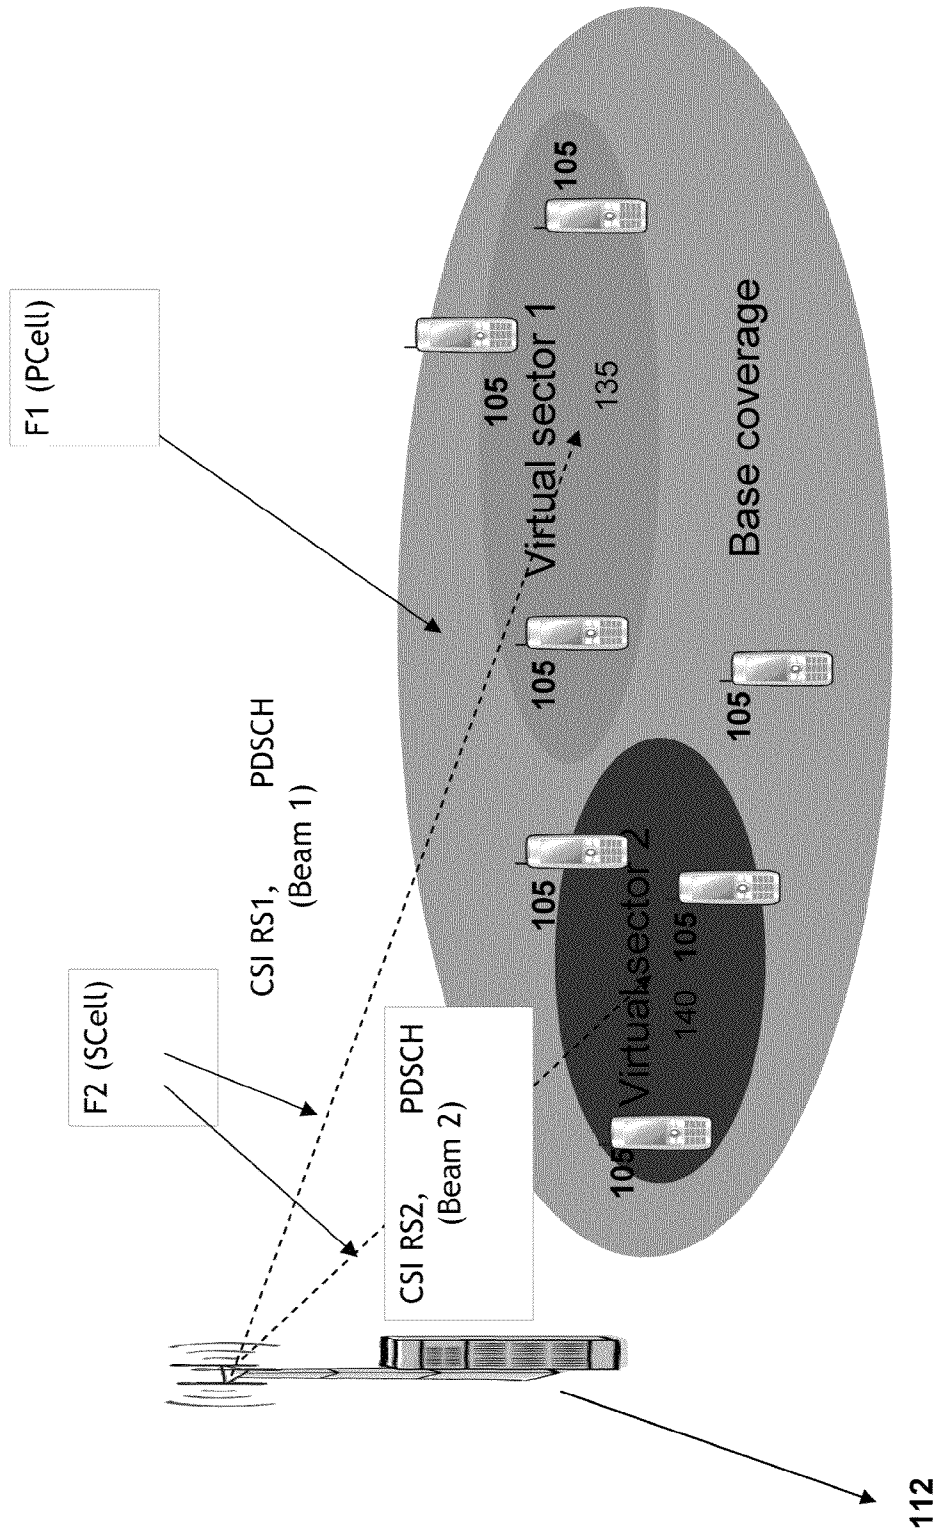 F1 (PCell)
F2 (SCell)
CSI RS1, PDSCH
(Beam 1)
CSI RS2, PDSCH
(Beam 2)
105
105
Virtual sector 1
135
105
105
Virtual sector 2
140
105
105
105
Base coverage
112